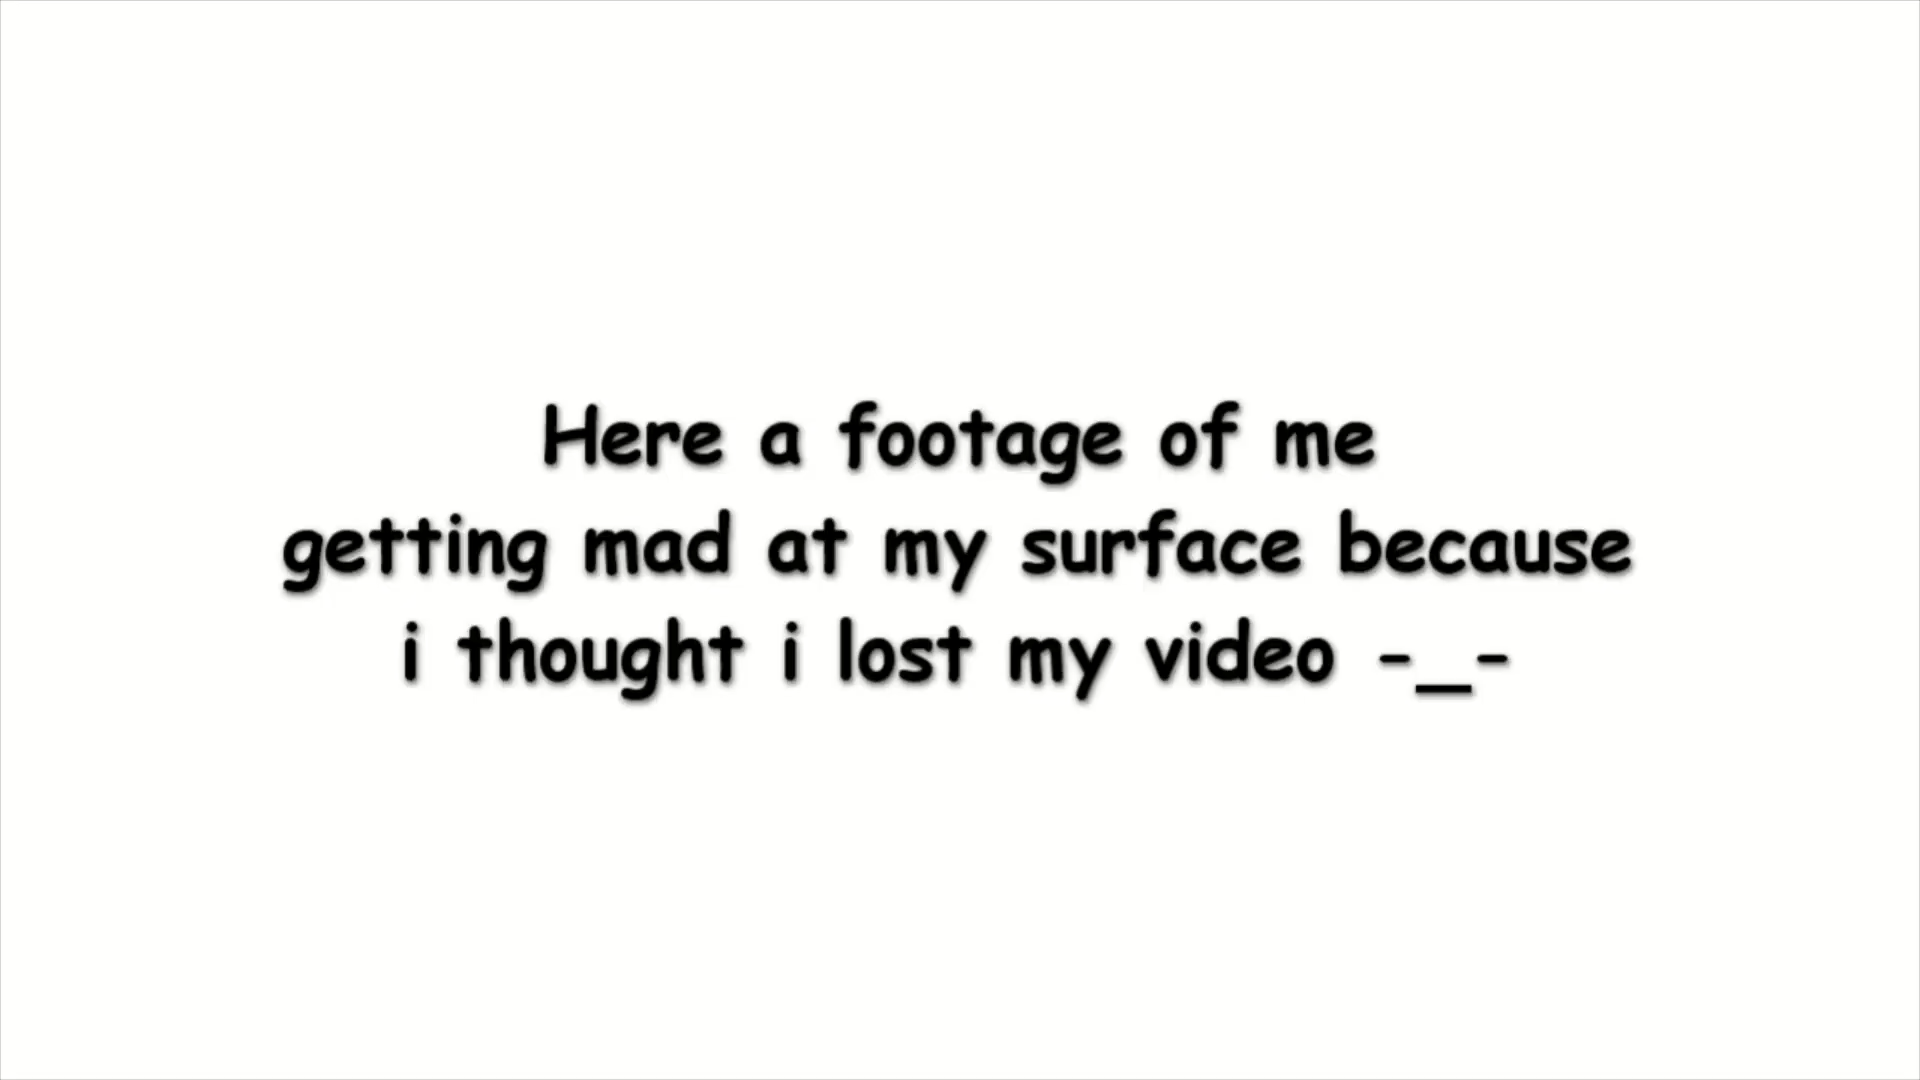 Here a footage of me
getting mad at my surface because
i thought i lost my video -_-